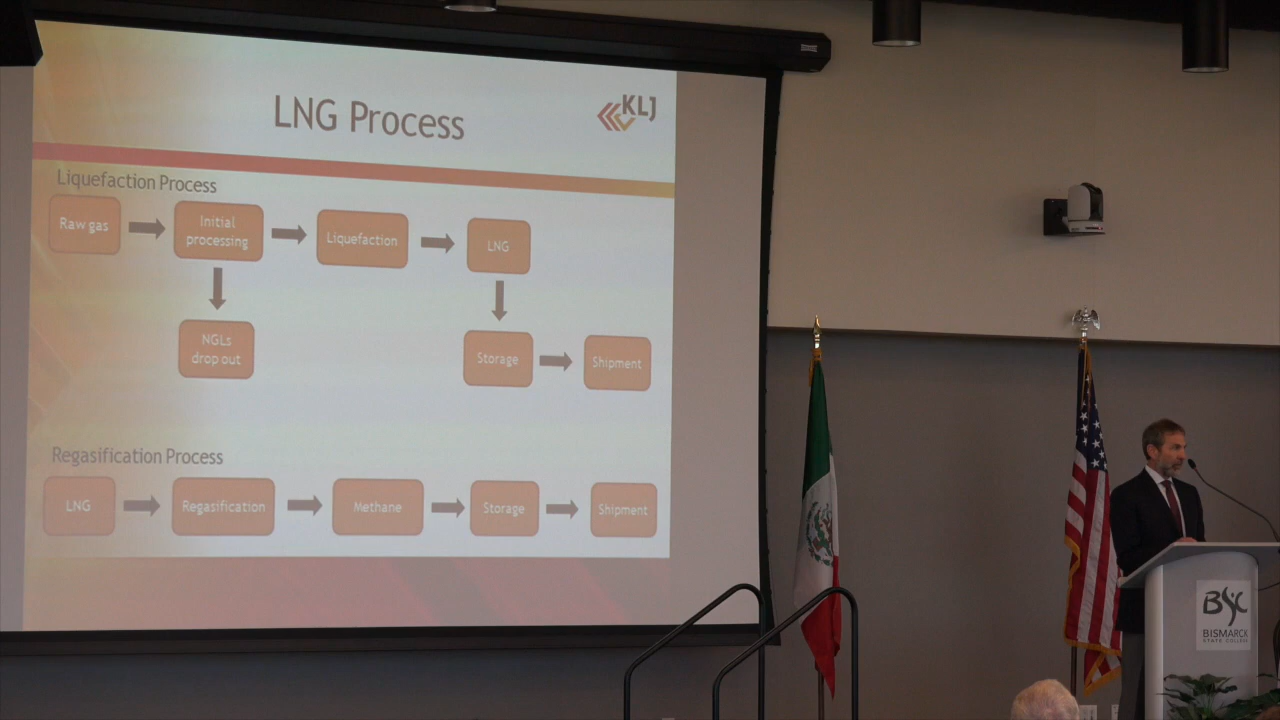 LNG Process
KLJ
Liquefaction Process
Raw gas
Initial
processing
Liquefaction
LNG
NGLs
drop out
Storage
Shipment
Regasification Process
LNG
Regasification
Methane
Storage
Shipment
BSC
BISMARCK
STATE COLLEGE